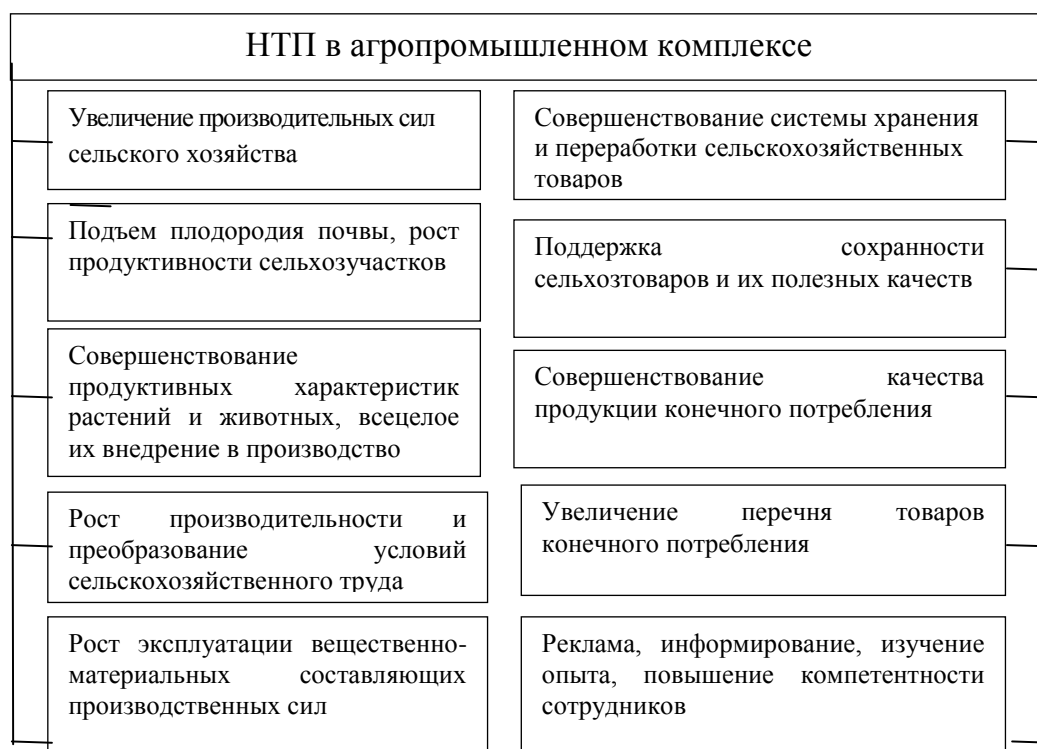 НТП в агропромышленном комплексе
Увеличение производительных сил
сельского хозяйства
Подъем плодородия почвы, рост
продуктивности сельхозучастков
Совершенствование
продуктивных характеристик
растений и животных, всецелое
их внедрение в производство
Рост производительности и
преобразование условий
сельскохозяйственного труда
Рост эксплуатации вещественно-
материальных составляющих
производственных сил
Совершенствование системы хранения
и переработки сельскохозяйственных
товаров
Поддержка сохранности
сельхозтоваров и их полезных качеств
Совершенствование качества
продукции конечного потребления
Увеличение перечня товаров
конечного потребления
Реклама, информирование, изучение
опыта, повышение компетентности
сотрудников